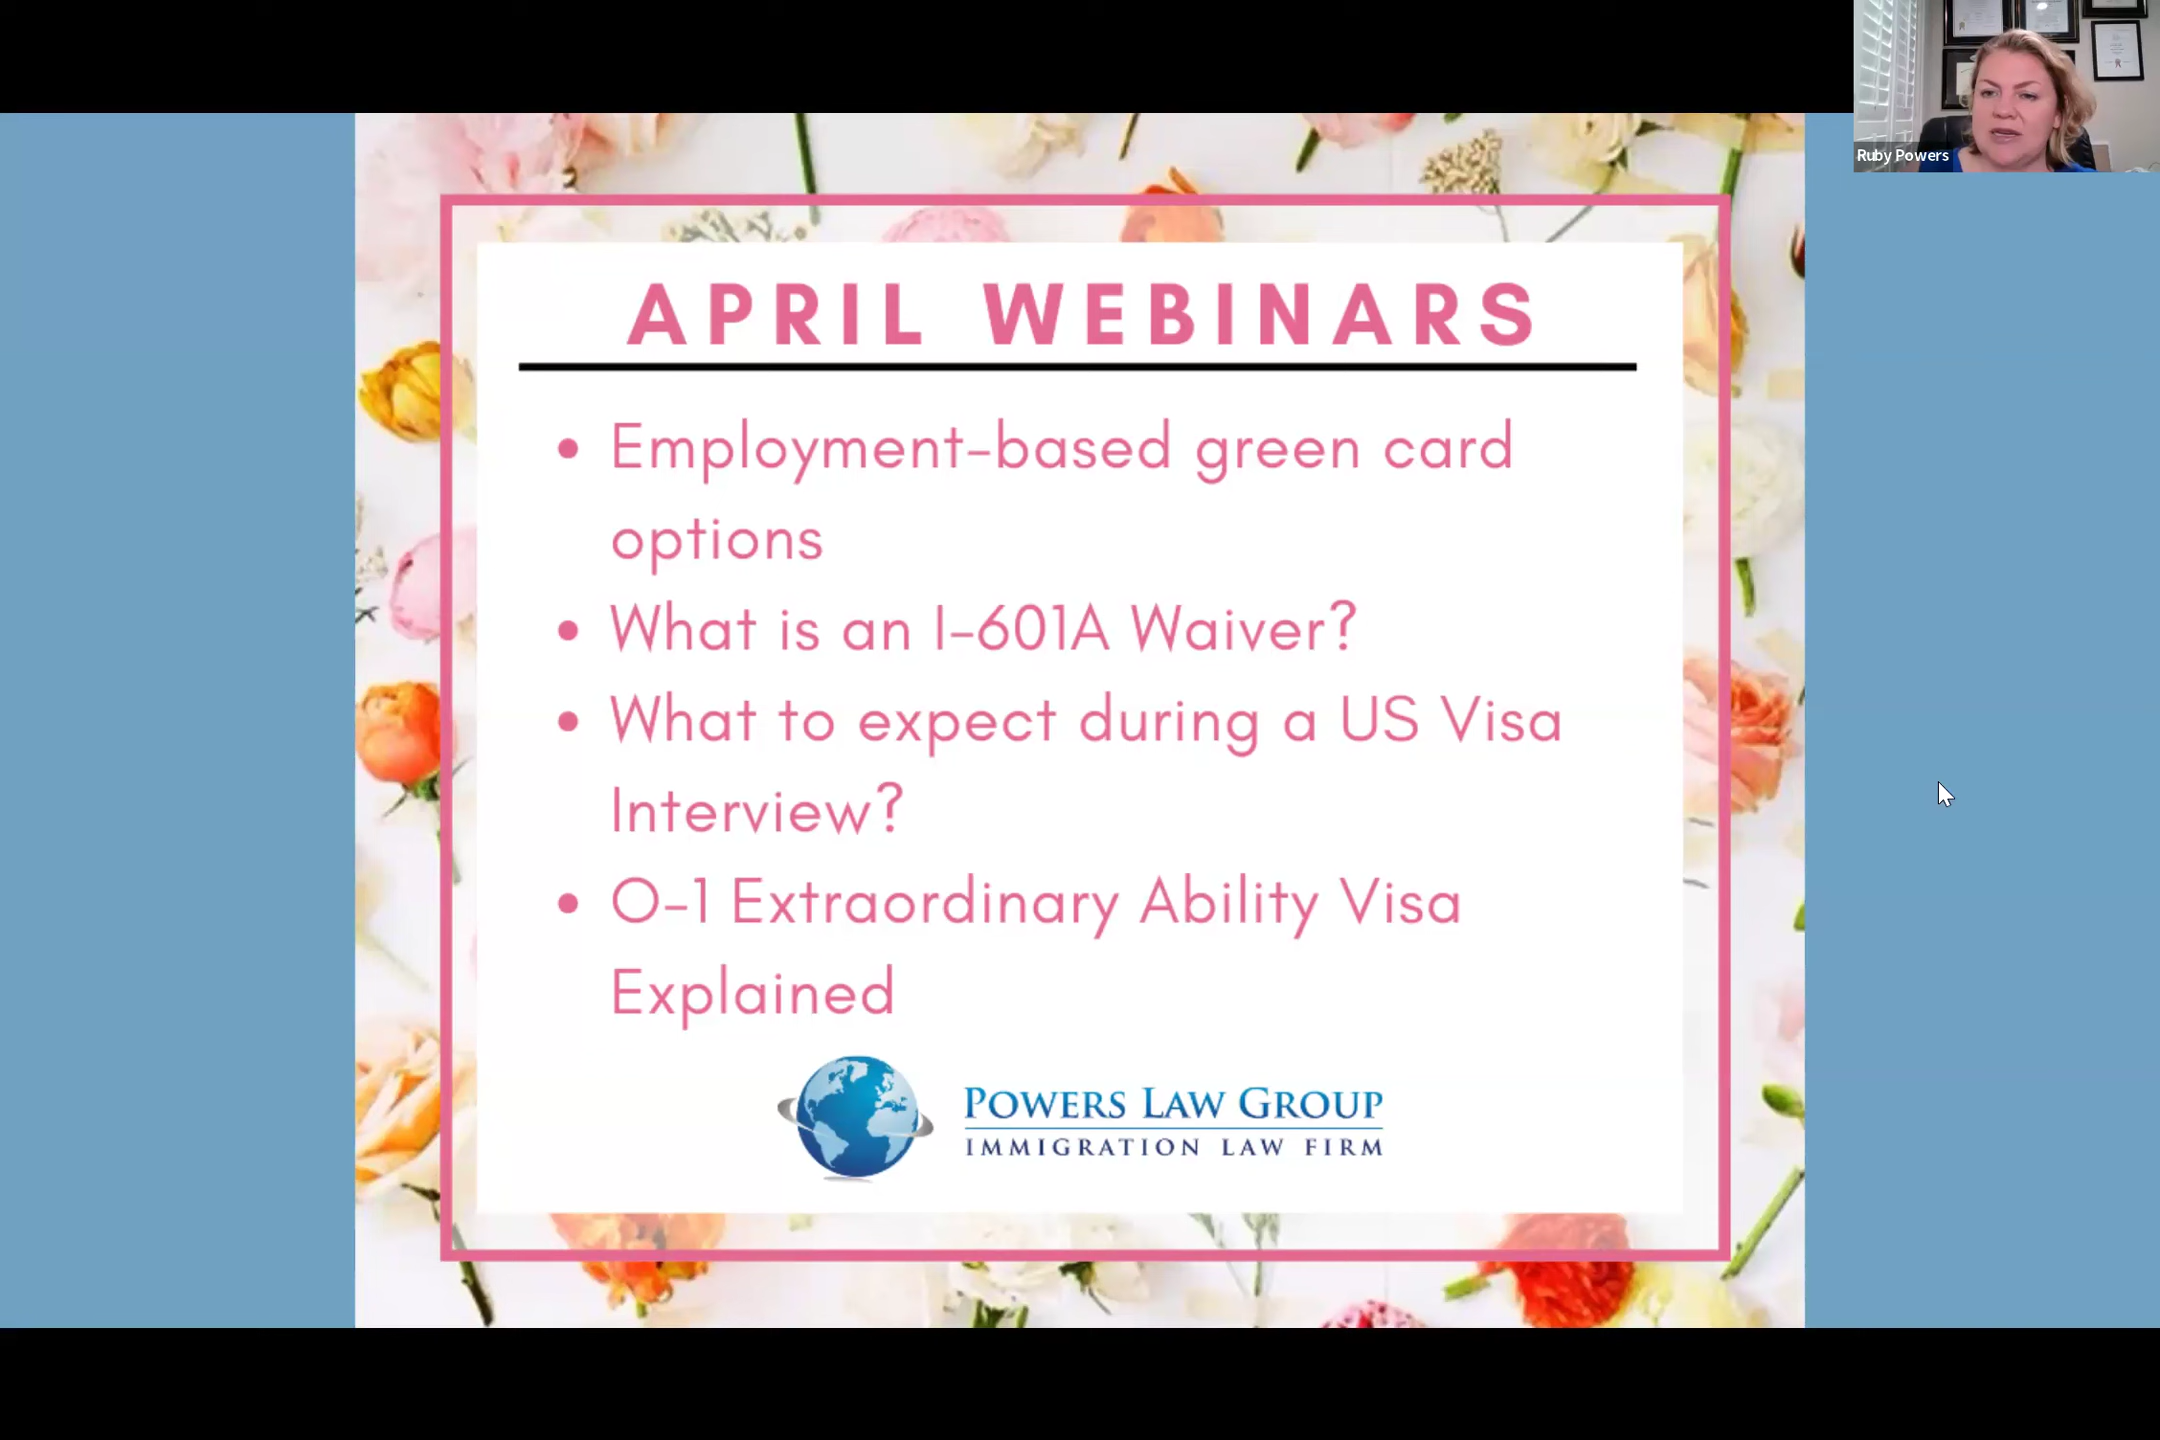 Ruby Powers
APRIL WEBINARS
• Employment-based green card
options
• What is an I-601A Waiver?
• What to expect during a US Visa
Interview?
• O-1 Extraordinary Ability Visa
Explained
POWERS LAW GROUP
IMMIGRATION LAW FIRM